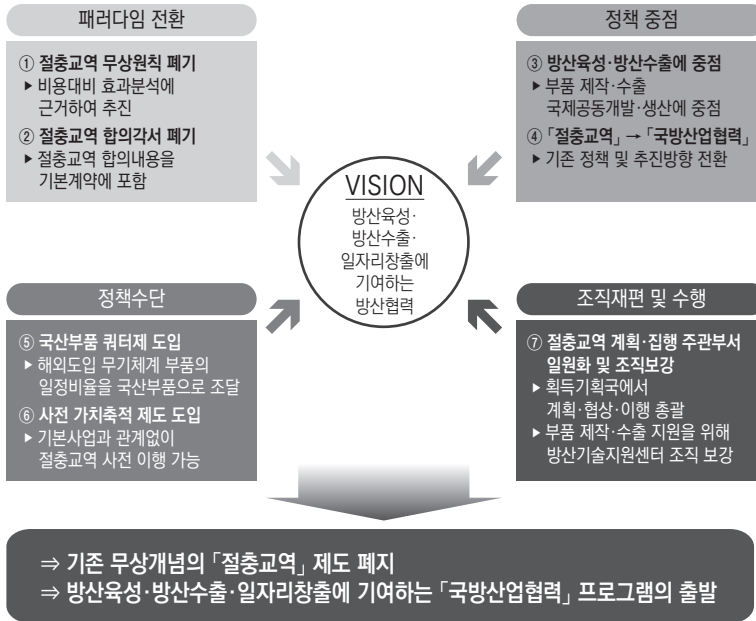 패러다임 전환
① 절충교역 무상원칙 폐기
▶ 비용대비 효과분석에
근거하여 추진
② 절충교역 합의각서 폐기
▶ 절충교역 합의내용을
기본계약에 포함
정책 중점
③ 방산육성·방산수출에 중점
▶ 부품 제작·수출
국제공동개발·생산에 중점
④ 「절충교역」 → 「국방산업협력」
▶ 기존 정책 및 추진방향 전환
VISION
방산육성·
방산수출·
일자리창출에
기여하는
방산협력
정책수단
⑤ 국산부품 쿼터제 도입
▶ 해외도입 무기체계 부품의
일정비율을 국산부품으로 조달
⑥ 사전 가치축적 제도 도입
▶ 기본사업과 관계없이
절충교역 사전 이행 가능
조직재편 및 수행
⑦ 절충교역 계획·집행 주관부서
일원화 및 조직보강
▶ 획득기획국에서
계획·협상·이행 총괄
▶ 부품 제작·수출 지원을 위해
방산기술지원센터 조직 보강
⇒ 기존 무상개념의 「절충교역」 제도 폐지
⇒ 방산육성·방산수출·일자리창출에 기여하는 「국방산업협력」 프로그램의 출발